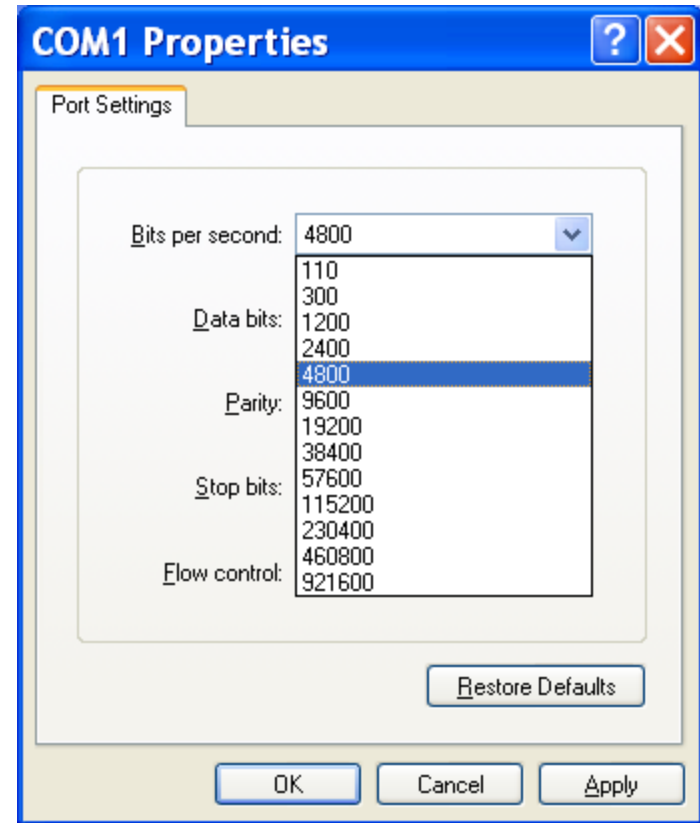 COM1 Properties
Port Settings
Bits per second: 4800
110
300
Data bits: 1200
2400
4800
Parity: 9600
19200
38400
Stop bits: 57600
115200
230400
Flow control: 460800
921600
Restore Defaults
OK Cancel Apply